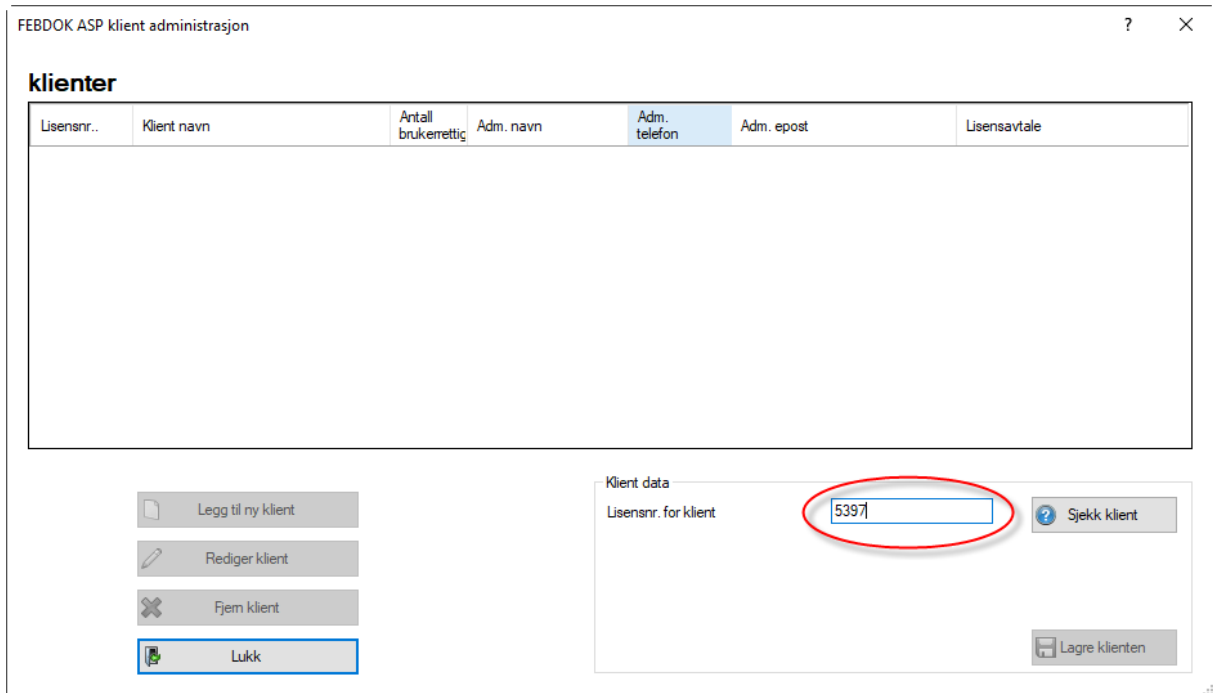 FEBDOK ASP klient administrasjon
?
klienter
Lisensnr..
Klient navn
Antall
brukerrettig
Adm. navn
Adm.
telefon
Adm. epost
Lisensavtale
Legg til ny klient
Rediger klient
Fjern klient
Lukk
Klient data
Lisensnr. for klient
5397
Sjekk klient
Lagre klienten